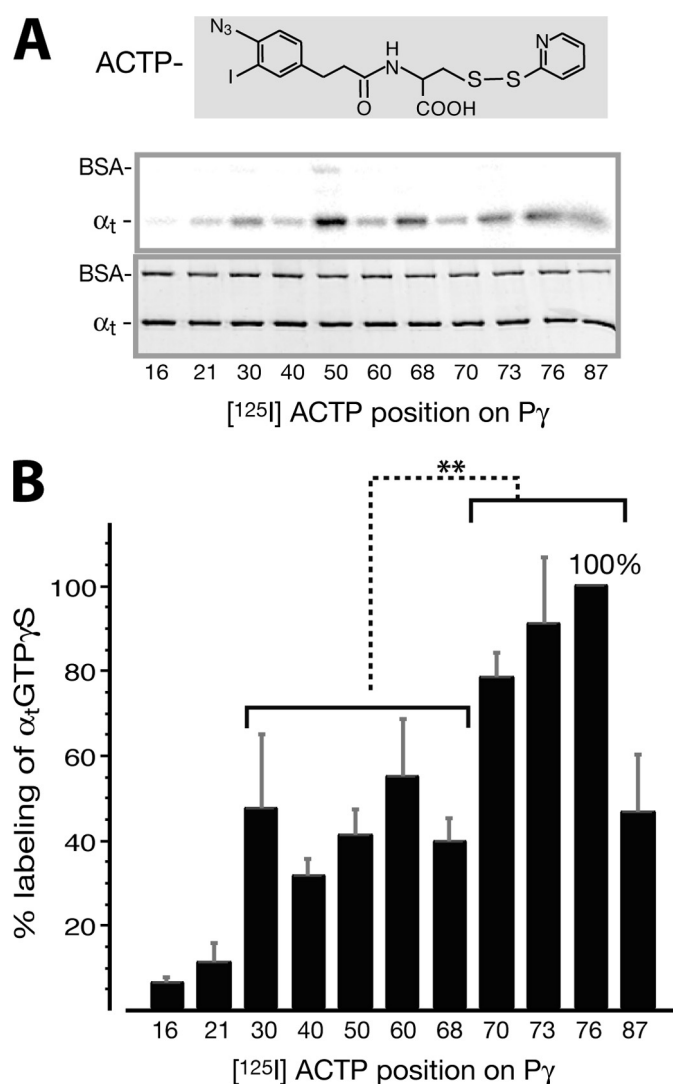 A
ACTP-
N₃
I
O
H
N
COOH
S
S
N
BSA-
αt -
BSA-
αt -
16 21 30 40 50 60 68 70 73 76 87
[¹²⁵I] ACTP position on Pγ
B
**
100%
% labeling of αtGTPγS
100
80
60
40
20
16 21 30 40 50 60 68 70 73 76 87
[¹²⁵I] ACTP position on Pγ